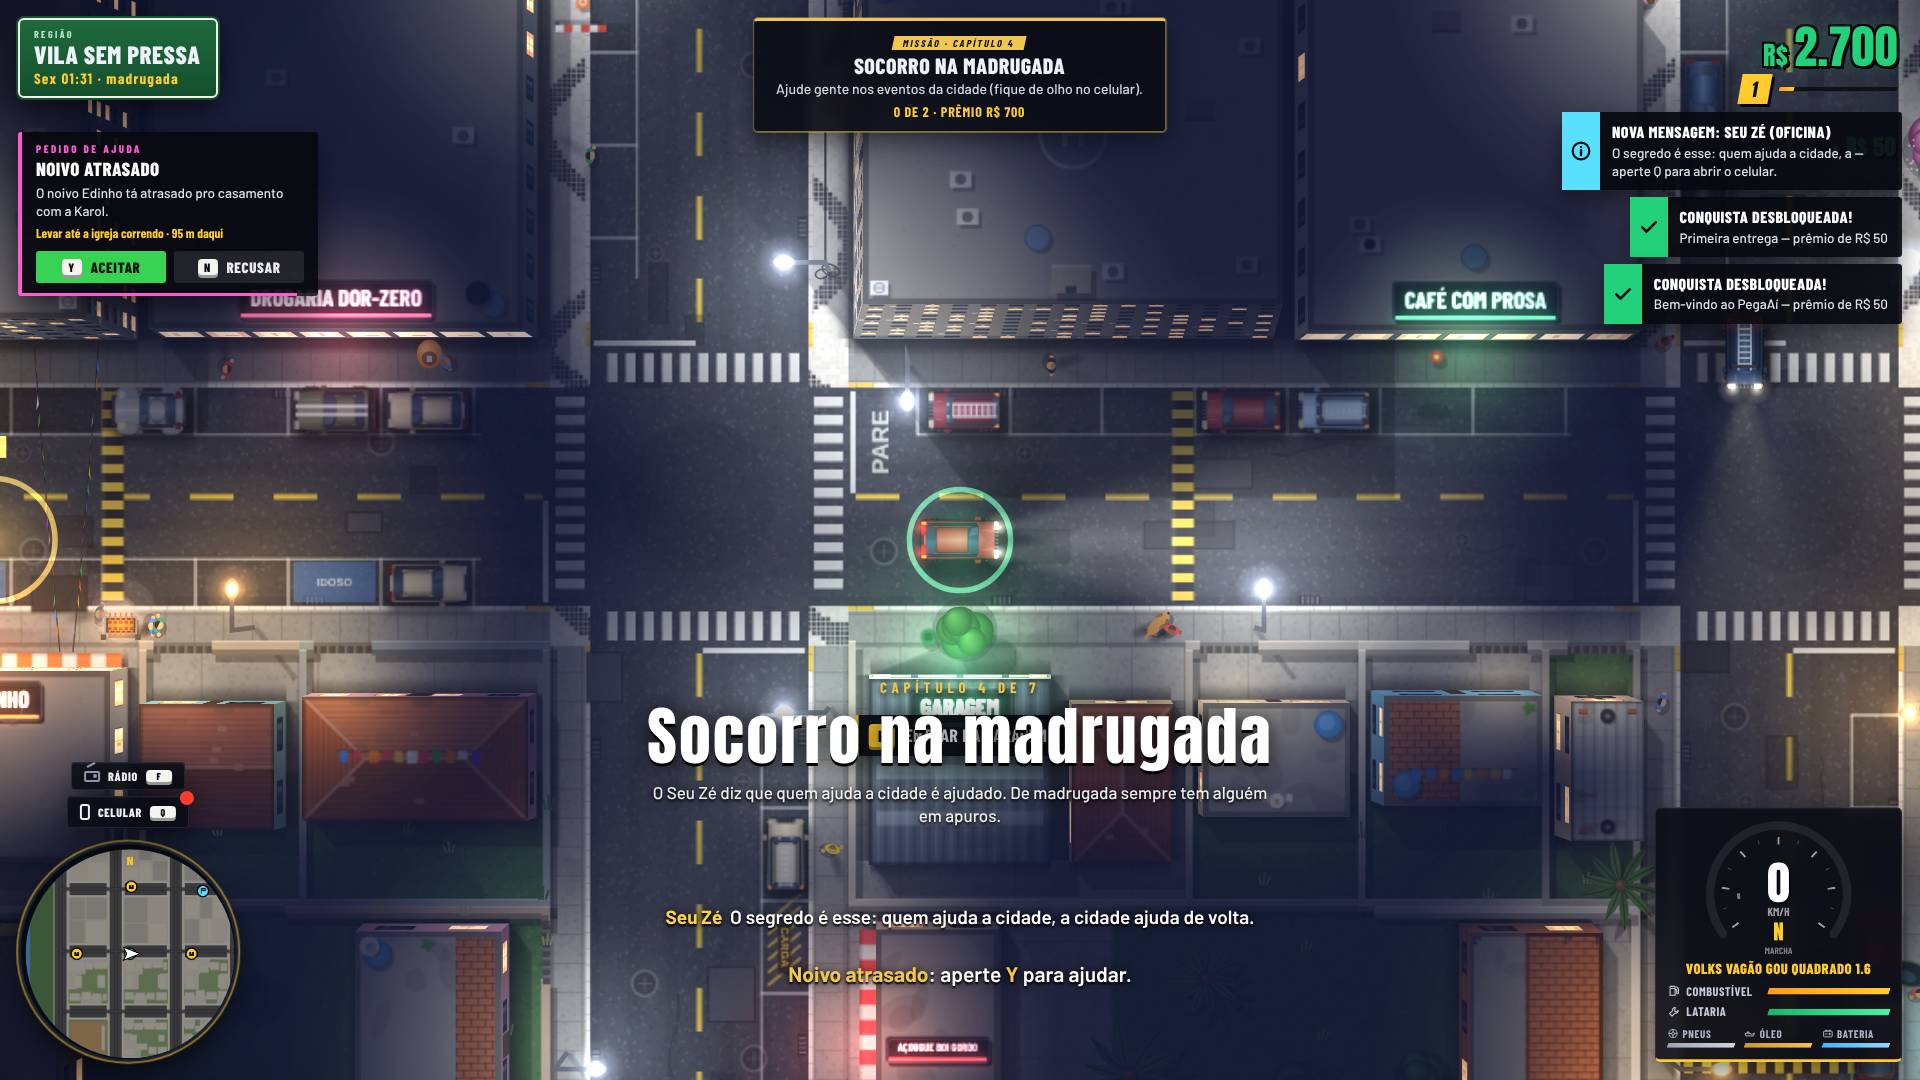 REGIÃO
VILA SEM PRESSA
Sex 01:31 · madrugada
MISSÃO · CAPÍTULO 4
SOCORRO NA MADRUGADA
Ajude gente nos eventos da cidade (fique de olho no celular).
0 DE 2 · PRÊMIO R$ 700
R$ 2.700
1
PEDIDO DE AJUDA
NOIVO ATRASADO
O noivo Edinho tá atrasado pro casamento
com a Karol.
Levar até a igreja correndo · 95 m daqui
Y ACEITAR
N RECUSAR
NOVA MENSAGEM: SEU ZÉ (OFICINA)
O segredo é esse: quem ajuda a cidade, a —
aperte Q para abrir o celular.
CONQUISTA DESBLOQUEADA!
Primeira entrega — prêmio de R$ 50
CONQUISTA DESBLOQUEADA!
Bem-vindo ao PegaAí — prêmio de R$ 50
DROGARIA DOR-ZERO
CAFÉ COM PROSA
PARE
IDOSO
NHO
CAPÍTULO 4 DE 7
GARAGEM
Socorro na madrugada
O Seu Zé diz que quem ajuda a cidade é ajudado. De madrugada sempre tem alguém
em apuros.
RÁDIO F
CELULAR Q
Seu Zé O segredo é esse: quem ajuda a cidade, a cidade ajuda de volta.
Noivo atrasado: aperte Y para ajudar.
CARGA
AÇOUGUE BOI GORDO
N
0
KM/H
N
MARCHA
VOLKS VAGÃO GOU QUADRADO 1.6
COMBUSTÍVEL
LATARIA
PNEUS
ÓLEO
BATERIA